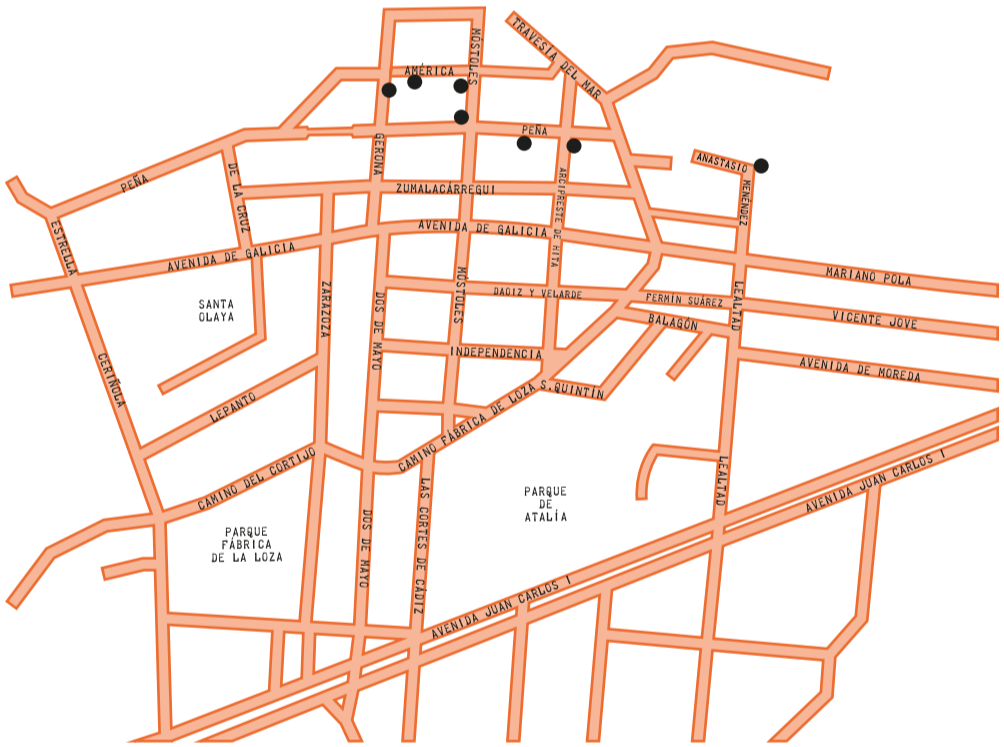 TRAVESIA DEL MAR
MÓSTOLES
AMÉRICA
PEÑA
GERONA
ANASTASIO
MENÉNDEZ
PEÑA
DE LA CRUZ
ZUMALACÁRREGUI
ARCIPRESTE DE HITA
ESTRELLA
AVENIDA DE GALICIA
AVENIDA DE GALICIA
MARIANO POLA
SANTA
OLAYA
ZARAZOZA
DOS DE MAYO
MÓSTOLES
DAOIZ Y VELARDE
FERMÍN SUÁREZ
LEALTAD
VICENTE JOVE
BALAGÓN
CERIÑOLA
INDEPENDENCIA
AVENIDA DE MOREDA
LEPANTO
S.QUINTÍN
CAMINO FÁBRICA DE LOZA
CAMINO DEL CORTIJO
LAS CORTES DE CÁDIZ
LEALTAD
AVENIDA JUAN CARLOS I
PARQUE
DE
ATALÍA
DOS DE MAYO
PARQUE
FÁBRICA
DE LA LOZA
AVENIDA JUAN CARLOS I